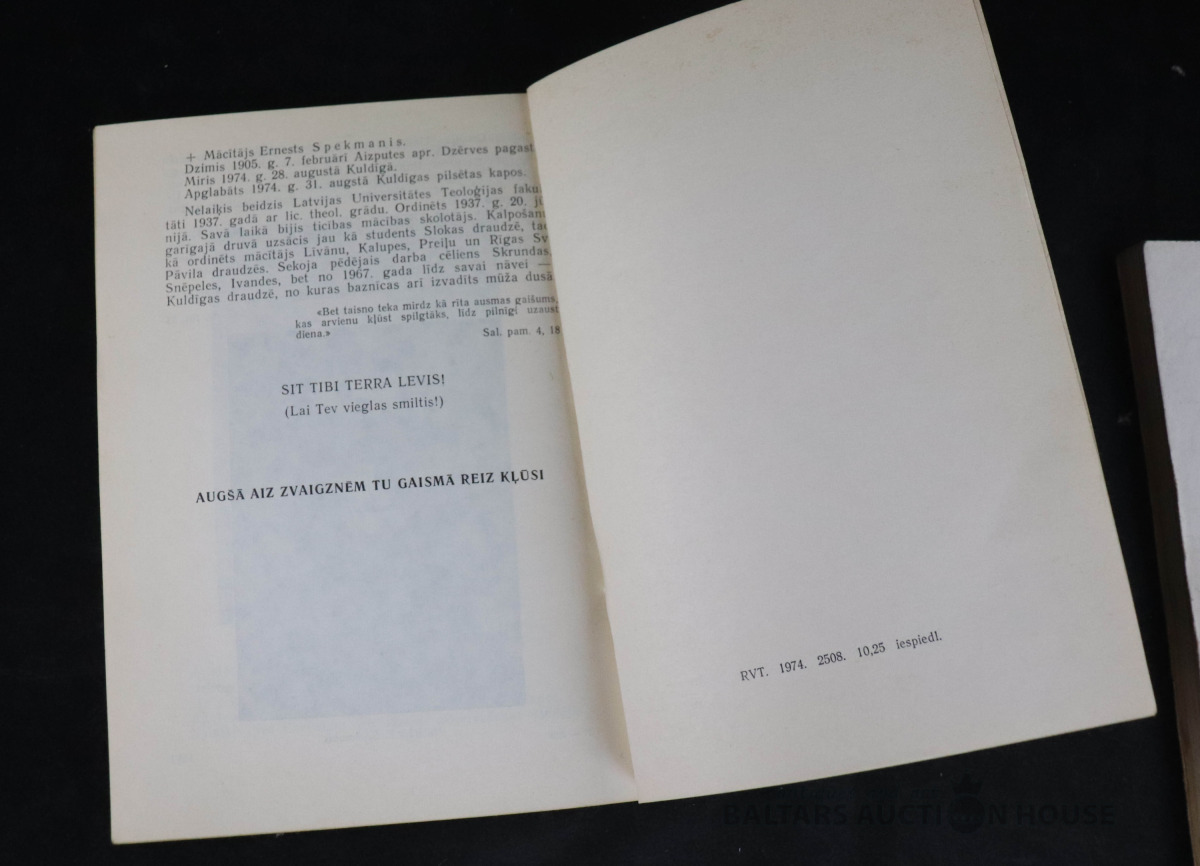 + Mācītājs Ernests Spekmanis.
Dzimis 1905. g. 7. februārī Aizputes apr. Dzērves pagast
Miris 1974. g. 28. augustā Kuldīgā.
Apglabāts 1974. g. 31. augstā Kuldīgas pilsētas kapos.
Nelaiķis beidzis Latvijas Universitātes Teoloģijas fakul
tāti 1937. gadā ar lic. theol. grādu. Ordinēts 1937. g. 20. jū
nijā. Savā laikā bijis ticības mācības skolotājs. Kalpošanu
garīgajā druvā uzsācis jau kā students Slokas draudzē, tad
kā ordinēts mācītājs Līvānu, Kalupes, Preiļu un Rīgas Sv
Pāvila draudzēs. Sekoja pēdējais darba cēliens Skrundas,
Snēpeles, Ivandes, bet no 1967. gada līdz savai nāvei —
Kuldīgas draudzē, no kuras baznīcas arī izvadīts mūža dusā
«Bet taisno teka mirdz kā rīta ausmas gaišums,
kas arvienu kļūst spilgtāks, līdz pilnīgi uzaust
diena.» Sal. pam. 4, 18
SIT TIBI TERRA LEVIS!
(Lai Tev vieglas smiltis!)
AUGŠĀ AIZ ZVAIGZNĒM TU GAISMĀ REIZ KĻŪSI
RVT. 1974. 2508. 10,25 iespiedl.
BALTARS AUCTION HOUSE